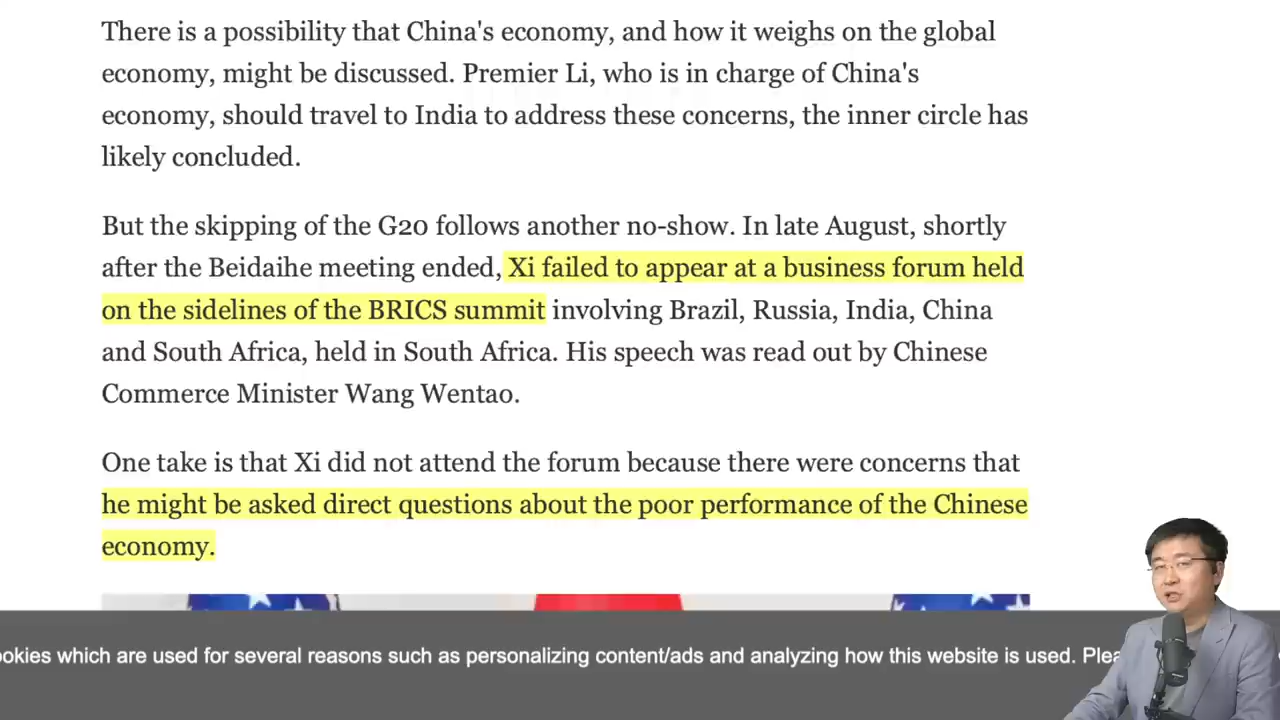 There is a possibility that China's economy, and how it weighs on the global
economy, might be discussed. Premier Li, who is in charge of China's
economy, should travel to India to address these concerns, the inner circle has
likely concluded.
But the skipping of the G20 follows another no-show. In late August, shortly
after the Beidaihe meeting ended, Xi failed to appear at a business forum held
on the sidelines of the BRICS summit involving Brazil, Russia, India, China
and South Africa, held in South Africa. His speech was read out by Chinese
Commerce Minister Wang Wentao.
One take is that Xi did not attend the forum because there were concerns that
he might be asked direct questions about the poor performance of the Chinese
economy.
which are used for several reasons such as personalizing content/ads and analyzing how this website is used.